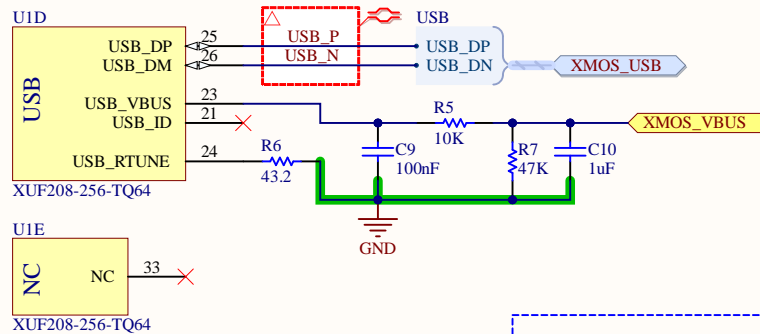 U1D
USB
USB_DP
25
USB_DM
26
USB_VBUS
23
USB_ID
21
USB_RTUNE
24
XUF208-256-TQ64
USB_P
USB_N
USB
USB_DP
USB_DN
XMOS_USB
R6
43.2
C9
100nF
R5
10K
R7
47K
C10
1uF
XMOS_VBUS
GND
U1E
NC
NC
33
XUF208-256-TQ64